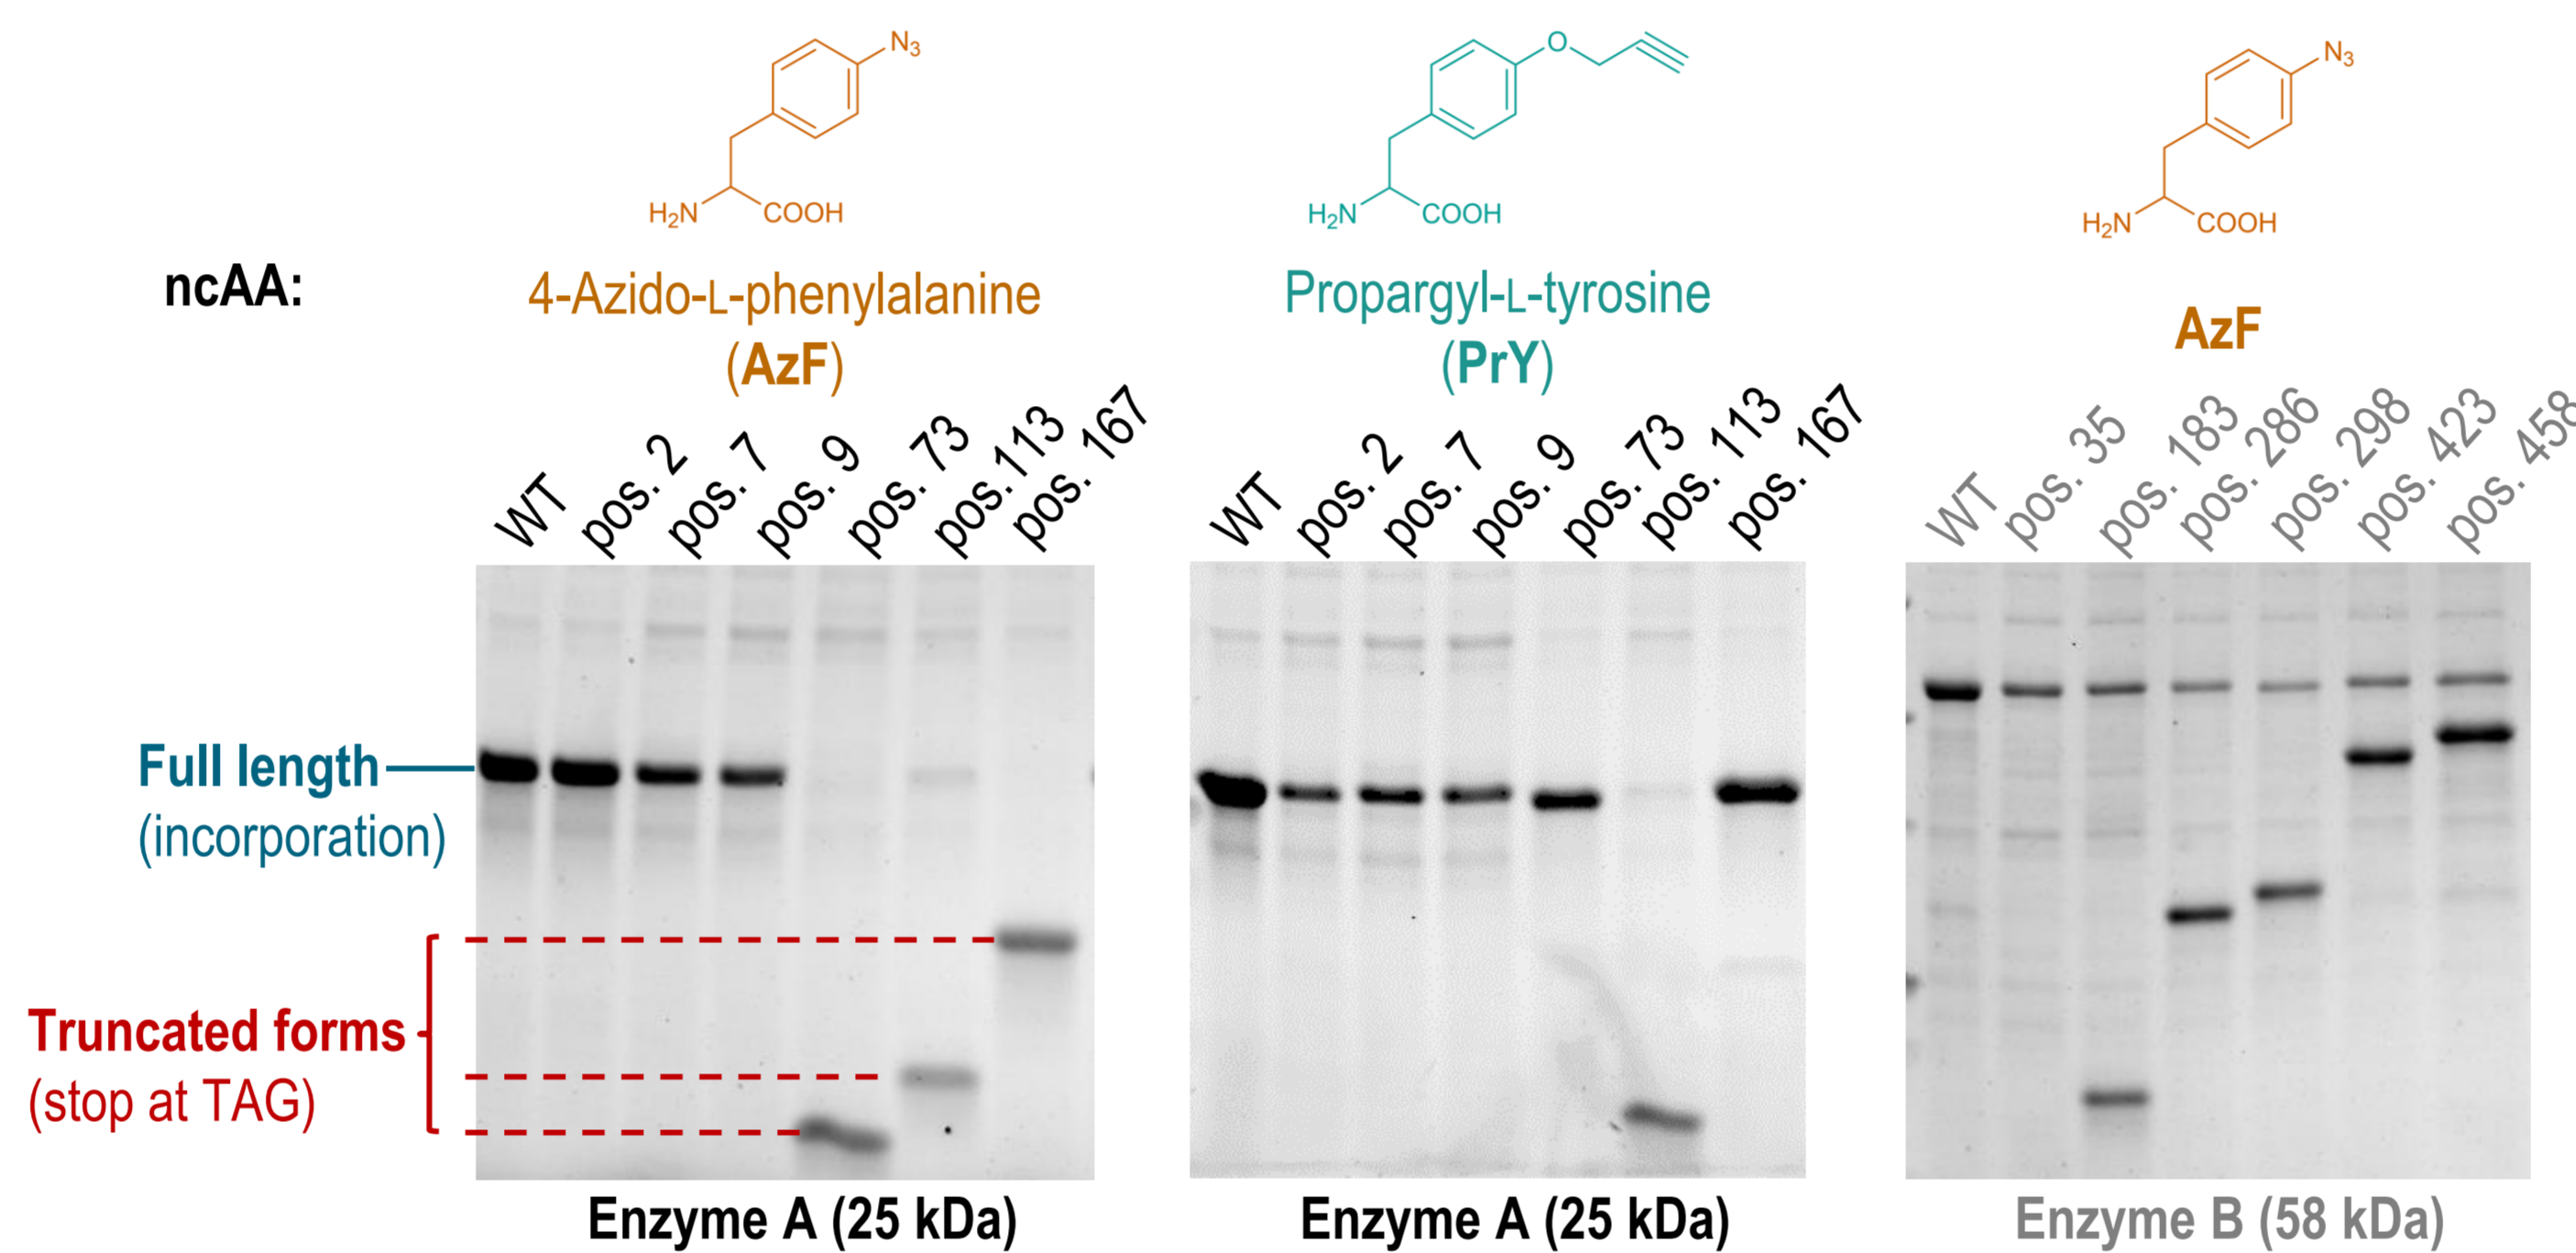 N3
H2N
COOH
O
H2N
COOH
N3
H2N
COOH
ncAA:
4-Azido-L-phenylalanine
(AzF)
Propargyl-L-tyrosine
(PrY)
AzF
WT
pos. 2
pos. 7
pos. 9
pos. 73
pos.113
pos. 167
WT
pos. 2
pos. 7
pos. 9
pos. 73
pos. 113
pos. 167
WT
pos. 35
pos. 183
pos. 286
pos. 298
pos. 423
pos. 458
Full length
(incorporation)
Truncated forms
(stop at TAG)
Enzyme A (25 kDa)
Enzyme A (25 kDa)
Enzyme B (58 kDa)